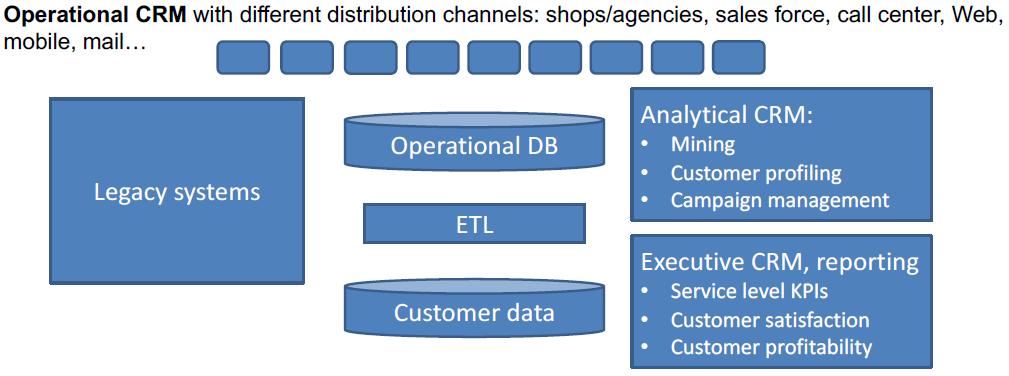 Operational CRM with different distribution channels: shops/agencies, sales force, call center, Web,
mobile, mail…
Legacy systems
Operational DB
ETL
Customer data
Analytical CRM:
• Mining
• Customer profiling
• Campaign management
Executive CRM, reporting
• Service level KPIs
• Customer satisfaction
• Customer profitability